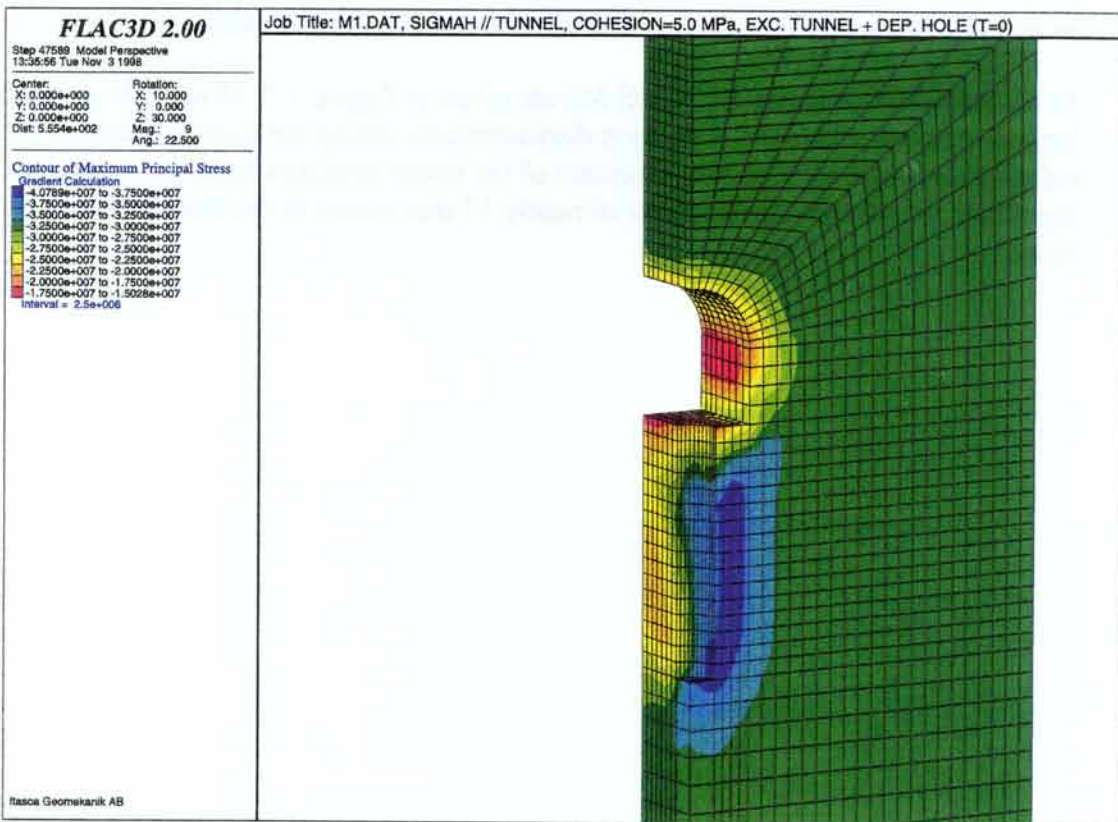 FLAC3D 2.00
Step 47589 Model Perspective
13:35:56 Tue Nov 3 1998
Center: Rotation:
X: 0.000e+000 X: 10.000
Y: 0.000e+000 Y: 0.000
Z: 0.000e+000 Z: 30.000
Dist: 5.554e+002 Mag.: 9
Ang.: 22.500
Contour of Maximum Principal Stress
Gradient Calculation
-4.0789e+007 to -3.7500e+007
-3.7500e+007 to -3.5000e+007
-3.5000e+007 to -3.2500e+007
-3.2500e+007 to -3.0000e+007
-3.0000e+007 to -2.7500e+007
-2.7500e+007 to -2.5000e+007
-2.5000e+007 to -2.2500e+007
-2.2500e+007 to -2.0000e+007
-2.0000e+007 to -1.7500e+007
-1.7500e+007 to -1.5028e+007
Interval = 2.5e+006
Itasca Geomekanik AB
Job Title: M1.DAT, SIGMAH // TUNNEL, COHESION=5.0 MPa, EXC. TUNNEL + DEP. HOLE (T=0)